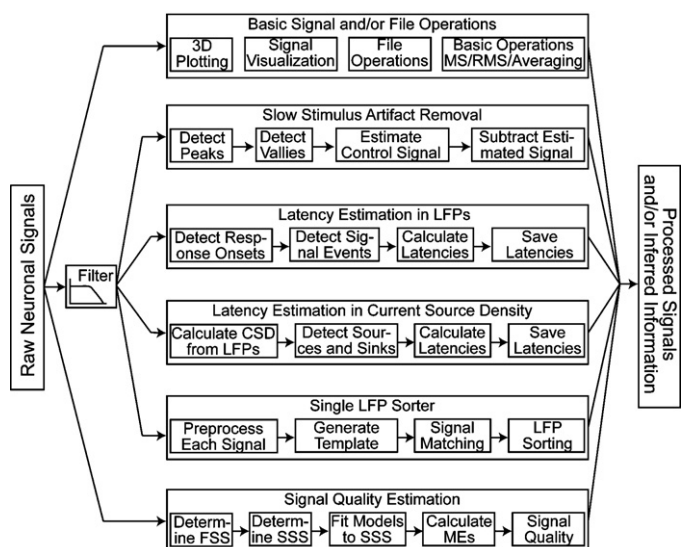 Raw Neuronal Signals
Filter
Basic Signal and/or File Operations
3D
Plotting
Signal
Visualization
File
Operations
Basic Operations
MS/RMS/Averaging
Slow Stimulus Artifact Removal
Detect
Peaks
Detect
Vallies
Estimate
Control Signal
Subtract Esti-
mated Signal
Latency Estimation in LFPs
Detect Resp-
onse Onsets
Detect Sig-
nal Events
Calculate
Latencies
Save
Latencies
Latency Estimation in Current Source Density
Calculate CSD
from LFPs
Detect Sour-
ces and Sinks
Calculate
Latencies
Save
Latencies
Single LFP Sorter
Preprocess
Each Signal
Generate
Template
Signal
Matching
LFP
Sorting
Signal Quality Estimation
Determ-
ine FSS
Determ-
ine SSS
Fit Models
to SSS
Calculate
MEs
Signal
Quality
Processed Signals
and/or Inferred Information